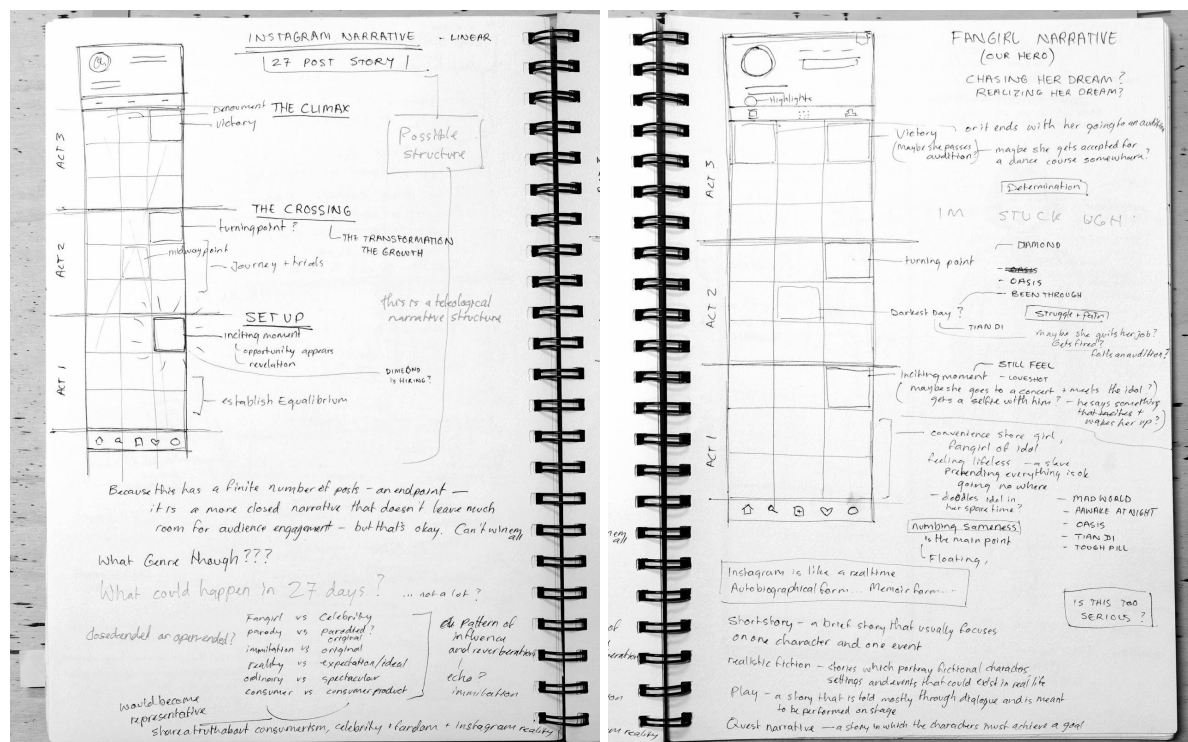 INSTAGRAM NARRATIVE - LINEAR
27 POST STORY
Denoument
Victory
THE CLIMAX
Possible
Structure
ACT 3
THE CROSSING
turning point?
THE TRANSFORMATION
THE GROWTH
midway point
Journey + trials
ACT 2
this is a teleological
narrative structure
SET UP
inciting moment
opportunity appears
revelation
DIMEOND
IS HIRING?
ACT 1
establish Equilibrium
Because this has a finite number of posts - an endpoint -
it is a more closed narrative that doesn't leave much
room for audience engagement - but that's okay. Can't win em
all
What Genre though???
What could happen in 27 days? ... not a lot?
closed ended or open ended?
Fangirl vs Celebrity
parody vs parodied?
original
immitation vs original
reality vs expectation/ideal
ordinary vs spectacular
consumer vs consumer product
pattern of
influence
and reverberation
echo?
immitation
would become
representative
share a truth about consumerism, celebrity + fandom + instagram reality
FANGIRL NARRATIVE
(OUR HERO)
CHASING HER DREAM?
REALIZING HER DREAM?
Highlights
Victory
(Maybe she passes
audition)
or it ends with her going to an audition
maybe she gets accepted for
a dance course somewhere?
ACT 3
Determination
IM STUCK UGH
DIAMOND
turning point
OASIS
- OASIS
BEEN THROUGH
Darkest Day?
TIAN DI
Struggle + pain
maybe she quits her job?
Gets fired?
fails an audition?
ACT 2
STILL FEEL
inciting moment - LOVESHOT
(maybe she goes to a concert + meets the idol?)
gets a selfie with him? - he says something
that +
wakes her up?
ACT 1
convenience store girl,
fangirl of idol
feeling lifeless - a slave
pretending everything is ok
going no where
- doodles idol in
her spare time?
- MAD WORLD
- AWAKE AT NIGHT
- OASIS
- TIAN DI
- TOUGH PILL
numbing sameness
is the main point
Floating,
Instagram is like a realtime
Autobiographical form... Memoir form...
IS THIS TOO
SERIOUS?
Shortstory - a brief story that usually focuses
on one character and one event
realistic fiction - stories which portray fictional characters,
settings and events that could exist in real life
Play - a story that is told mostly through dialogue and is meant
to be performed on stage
Quest narrative - a story in which the characters must achieve a goal